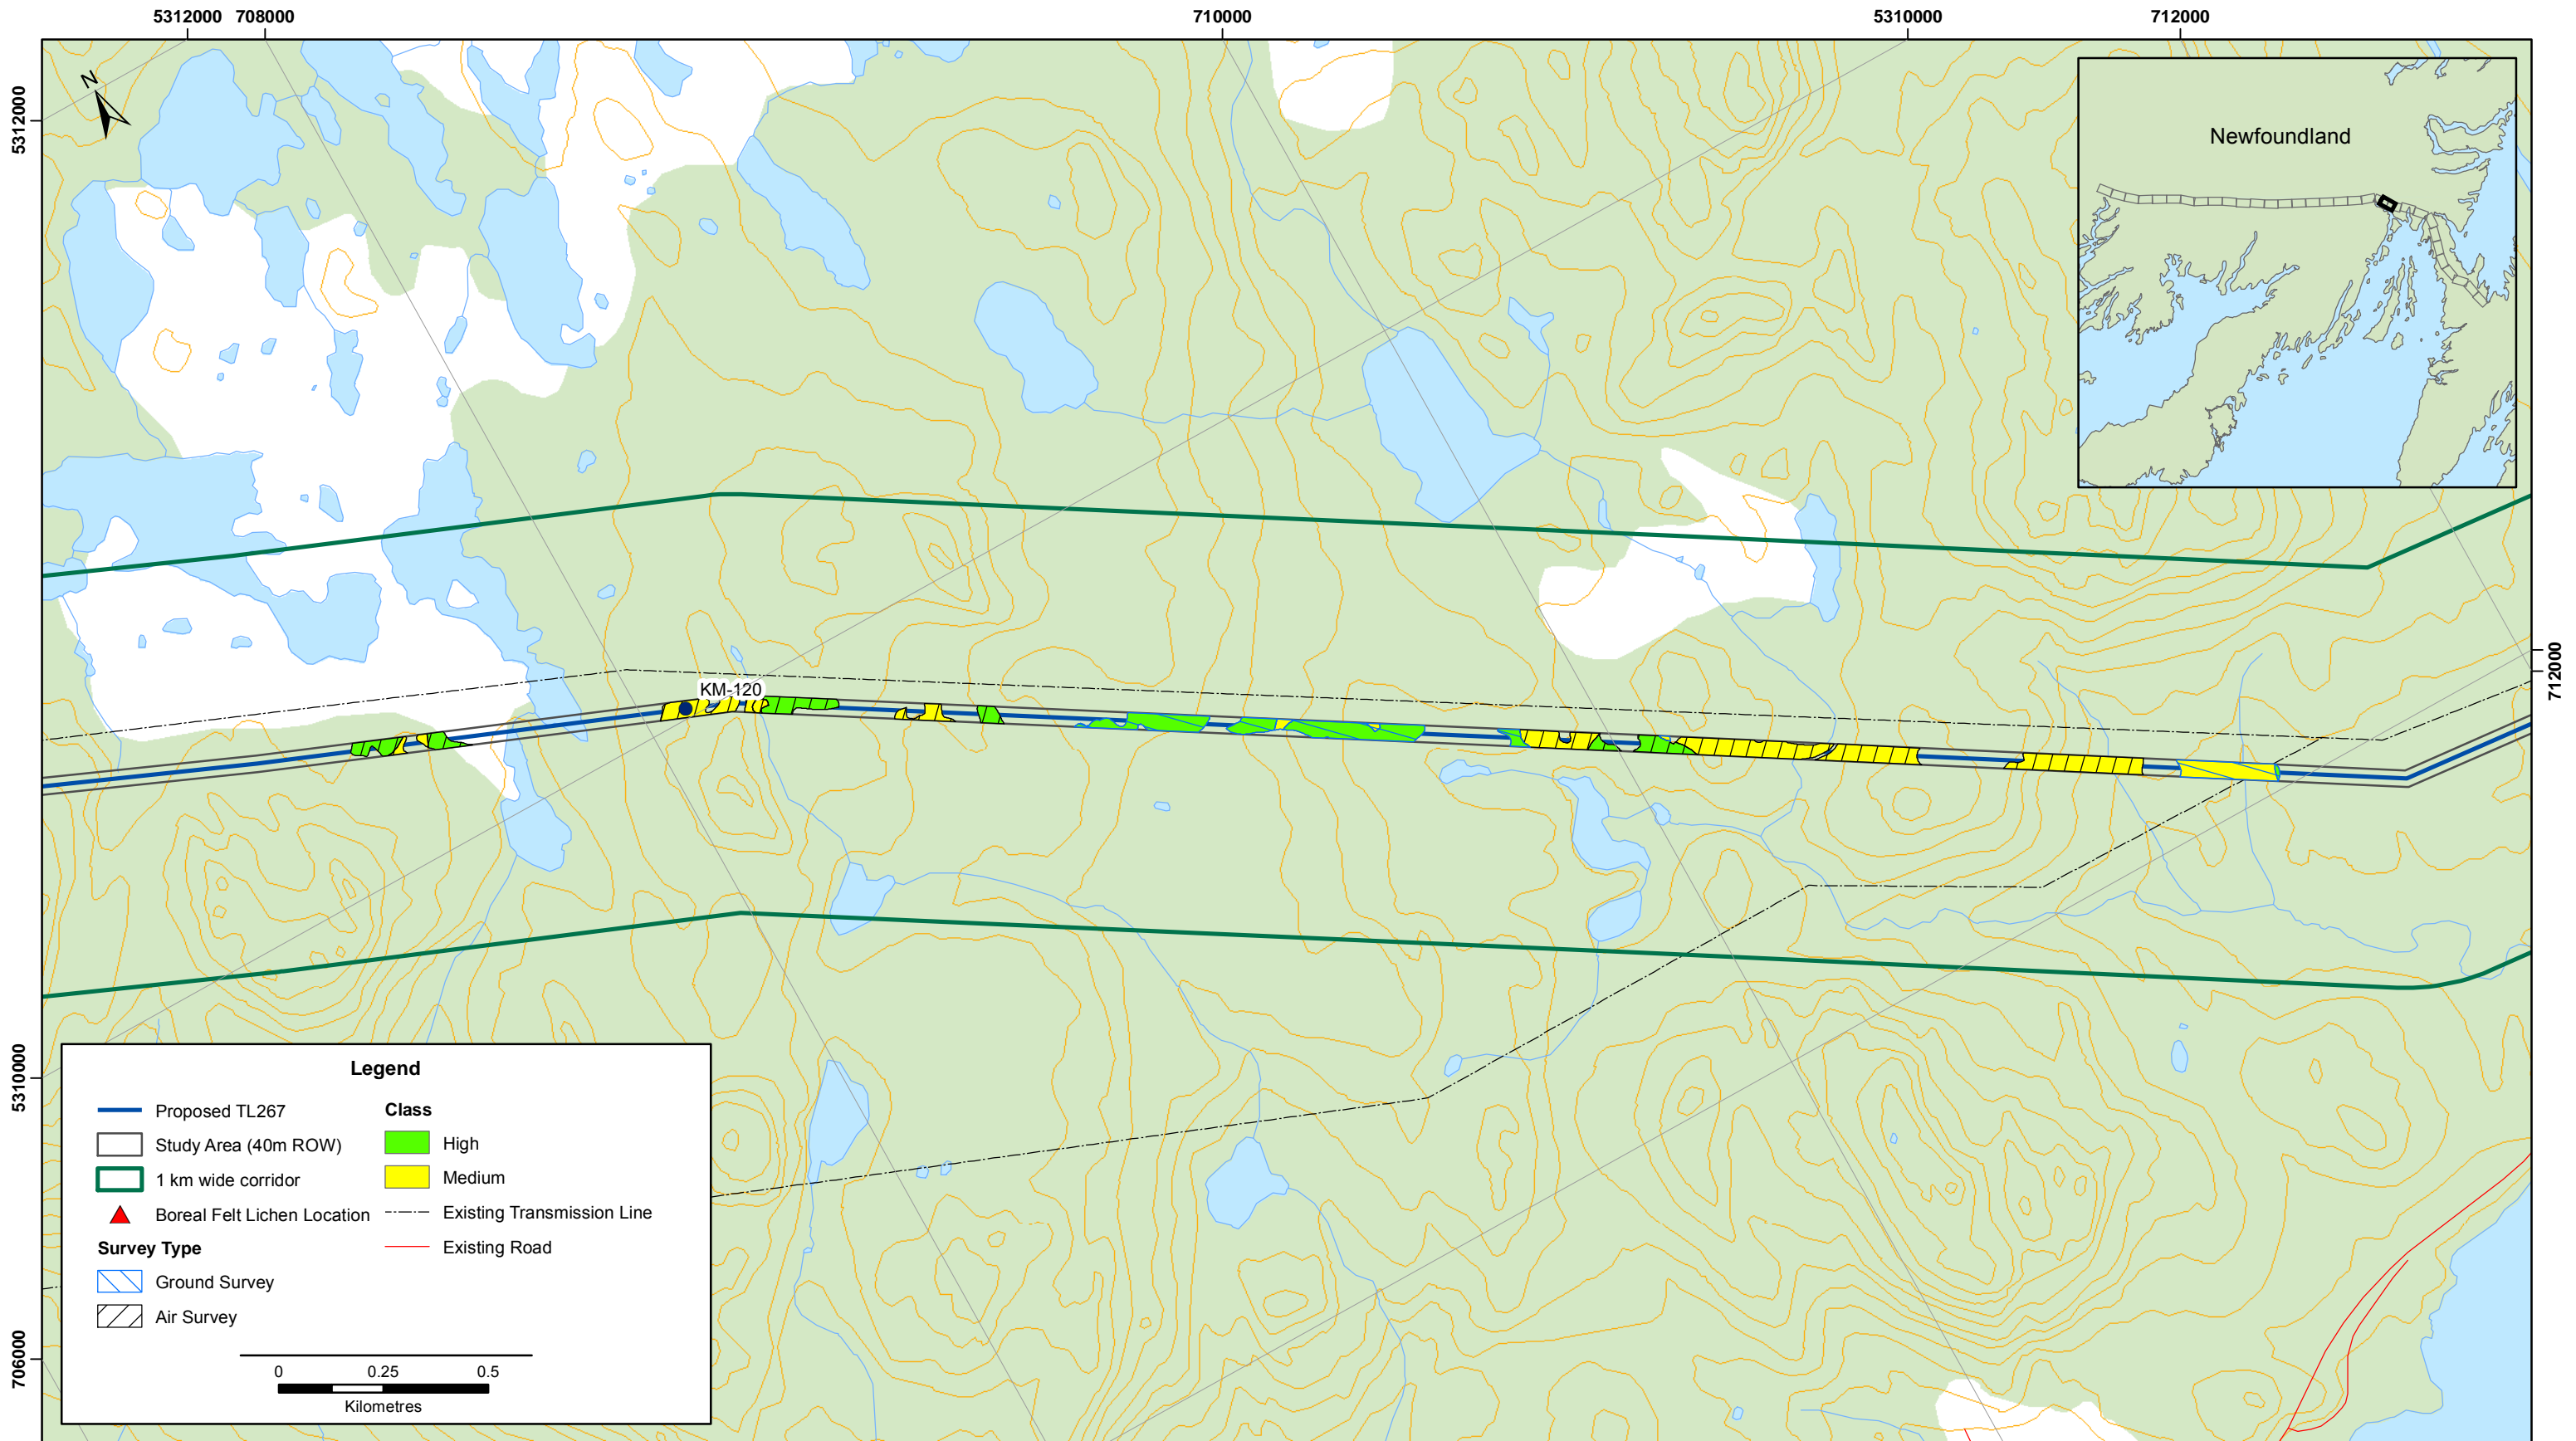 5312000 708000 710000 5310000 712000
N
5312000
Newfoundland
712000
KM-120
5310000
706000
Legend
Proposed TL267
Study Area (40m ROW)
1 km wide corridor
Boreal Felt Lichen Location
Survey Type
Ground Survey
Air Survey
Class
High
Medium
Existing Transmission Line
Existing Road
0 0.25 0.5
Kilometres